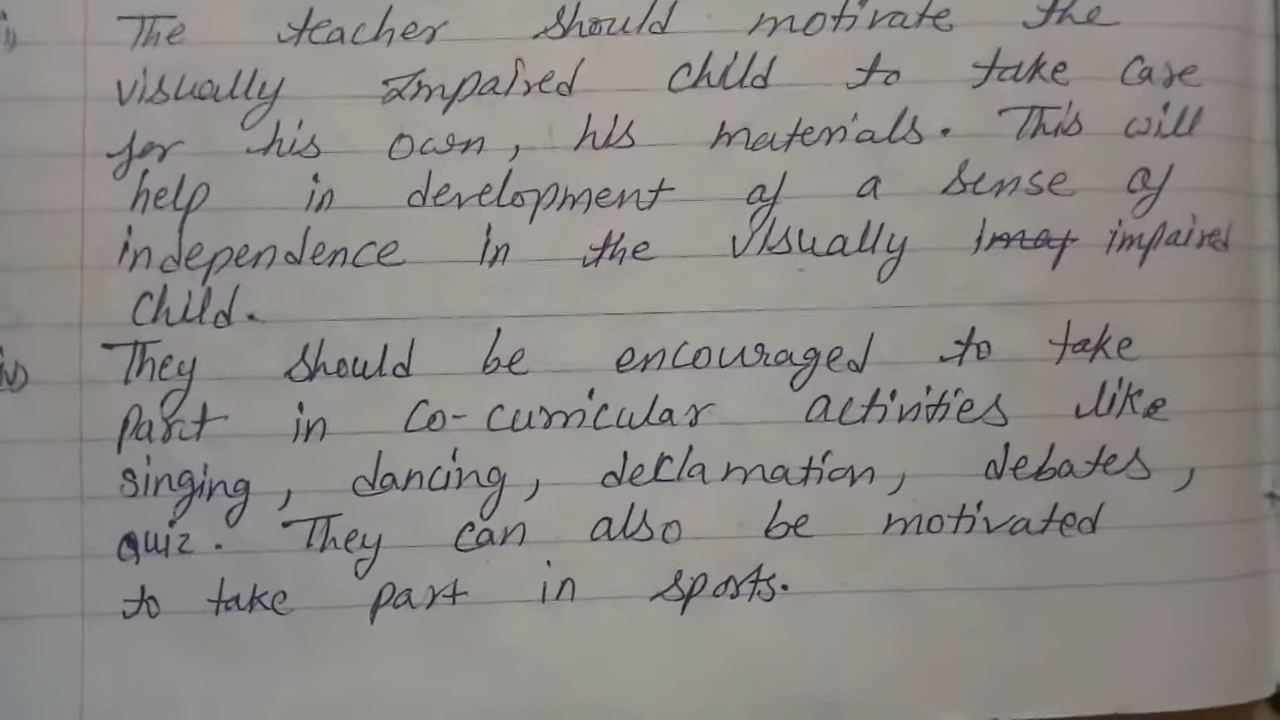 The teacher should motivate the
visually Impaired child to take care
for his own, his materials. This will
help in development of a sense of
independence in the visually impaired
child.
iv) They should be encouraged to take
part in co-curricular activities like
singing, dancing, declamation, debates,
quiz. They can also be motivated
to take part in sports.